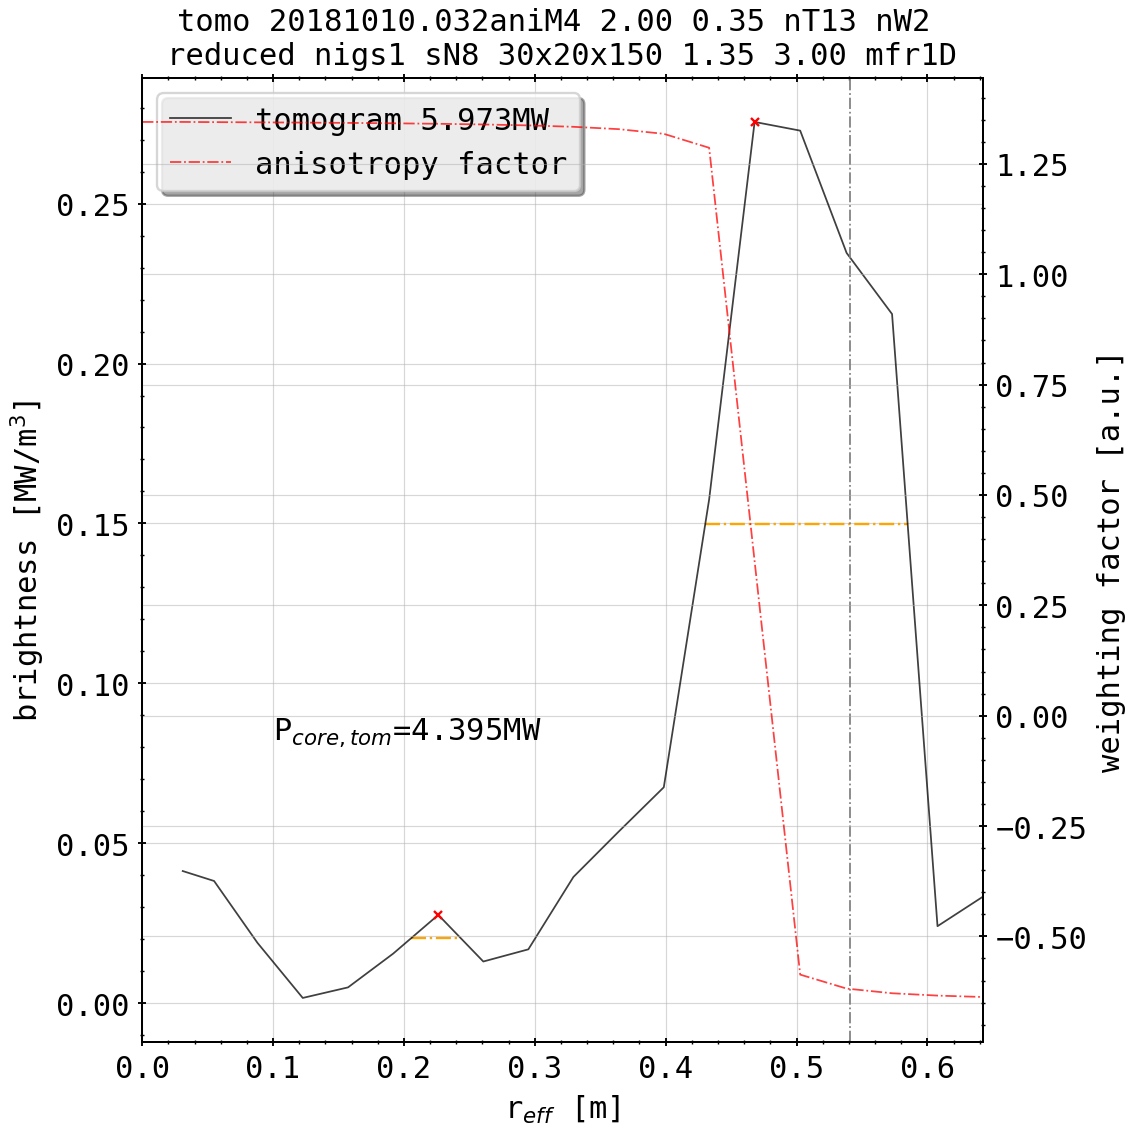 tomo 20181010.032aniM4 2.00 0.35 nT13 nW2
reduced nigs1 sN8 30x20x150 1.35 3.00 mfr1D
tomogram 5.973MW
anisotropy factor
brightness [MW/m³]
0.25
0.20
0.15
0.10
0.05
0.00
P_core,tom=4.395MW
1.25
1.00
0.75
0.50
0.25
0.00
−0.25
−0.50
weighting factor [a.u.]
0.0 0.1 0.2 0.3 0.4 0.5 0.6
r_eff [m]